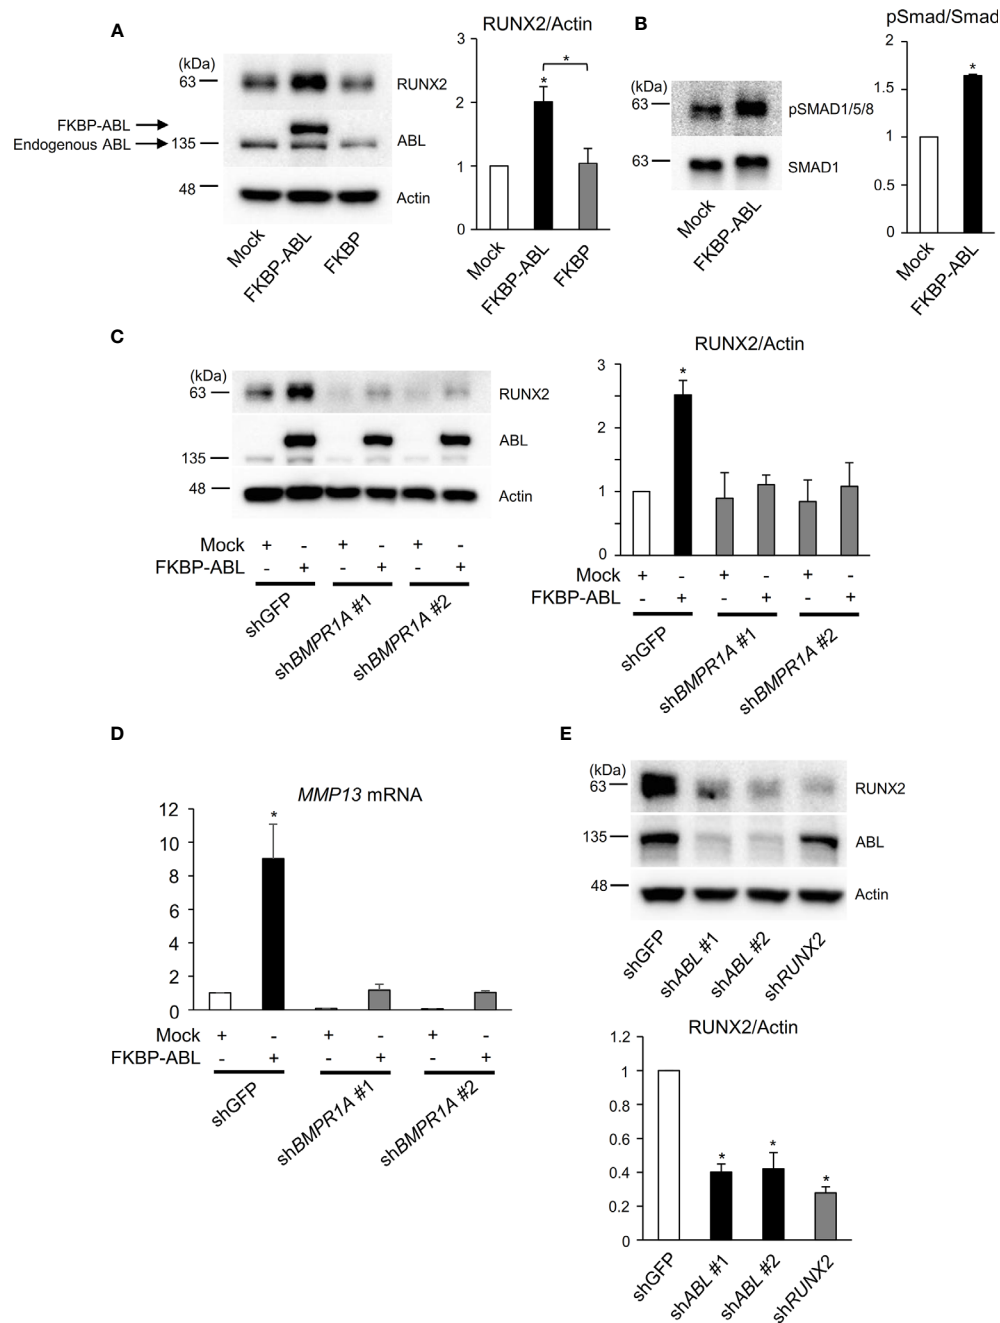 A
(kDa)
63
RUNX2
FKBP-ABL
Endogenous ABL
135
ABL
48
Actin
Mock
FKBP-ABL
FKBP
RUNX2/Actin
3
2
1
0
*
*
Mock
FKBP-ABL
FKBP
B
(kDa)
63
pSMAD1/5/8
63
SMAD1
Mock
FKBP-ABL
pSmad/Smad
2
1.5
1
0.5
0
*
Mock
FKBP-ABL
C
(kDa)
63
RUNX2
ABL
135
48
Actin
Mock + - + - + -
FKBP-ABL - + - + - +
shGFP
shBMPR1A #1
shBMPR1A #2
RUNX2/Actin
3
2
1
0
*
Mock + - + - + -
FKBP-ABL - + - + - +
shGFP
shBMPR1A #1
shBMPR1A #2
D
MMP13 mRNA
12
10
8
6
4
2
0
*
Mock + - + - + -
FKBP-ABL - + - + - +
shGFP
shBMPR1A #1
shBMPR1A #2
E
(kDa)
63
RUNX2
135
ABL
48
Actin
shGFP
shABL #1
shABL #2
shRUNX2
RUNX2/Actin
1.2
1
0.8
0.6
0.4
0.2
0
*
*
*
shGFP
shABL #1
shABL #2
shRUNX2